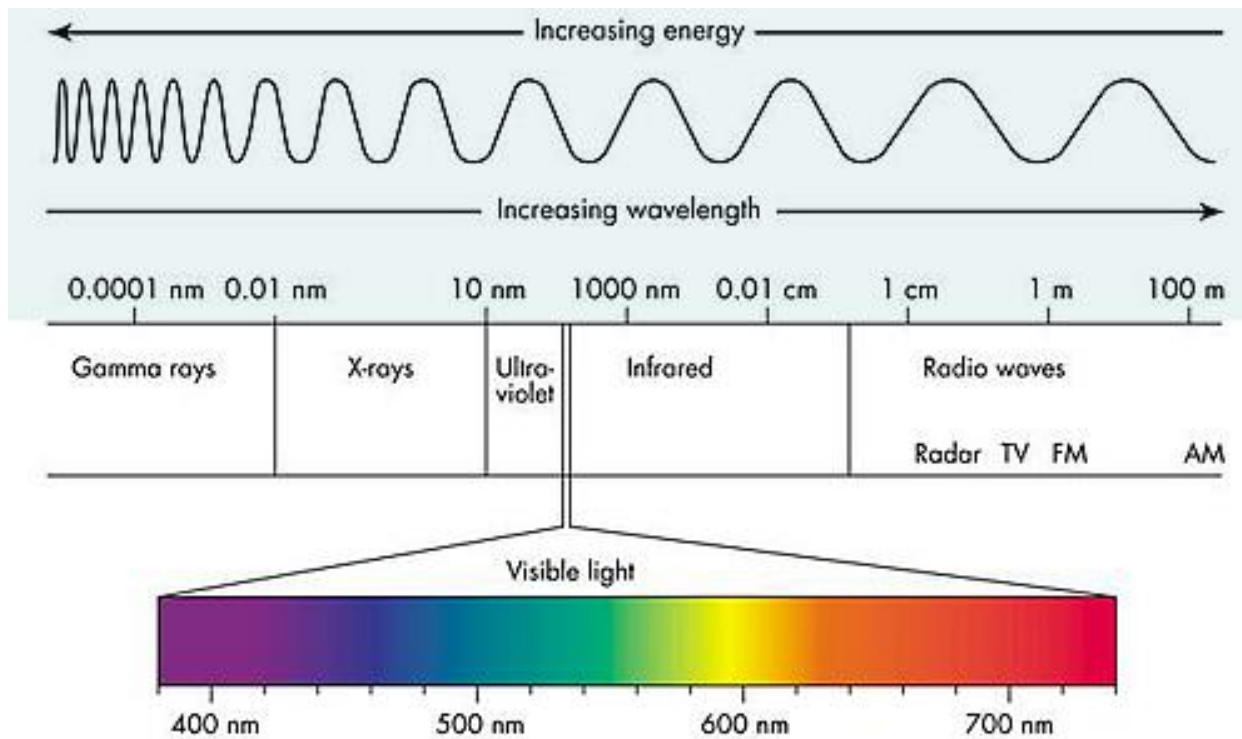 Increasing energy
Increasing wavelength
0.0001 nm 0.01 nm 10 nm 1000 nm 0.01 cm 1 cm 1 m 100 m
Gamma rays X-rays Ultra- Infrared Radio waves
violet
Radar TV FM AM
Visible light
400 nm 500 nm 600 nm 700 nm